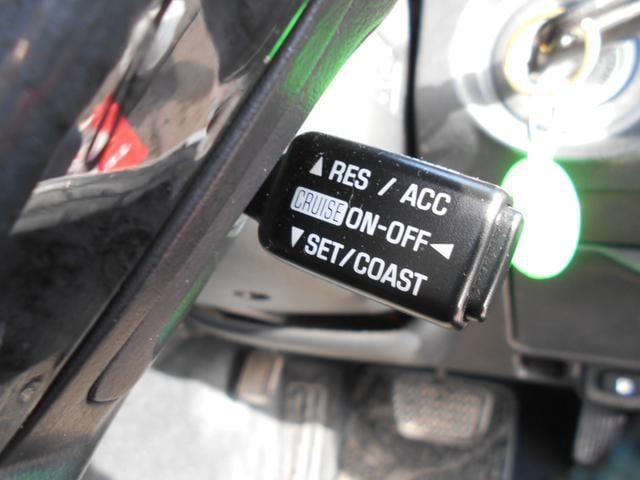 ▲RES / ACC
CRUISE ON-OFF◄
▼SET/COAST